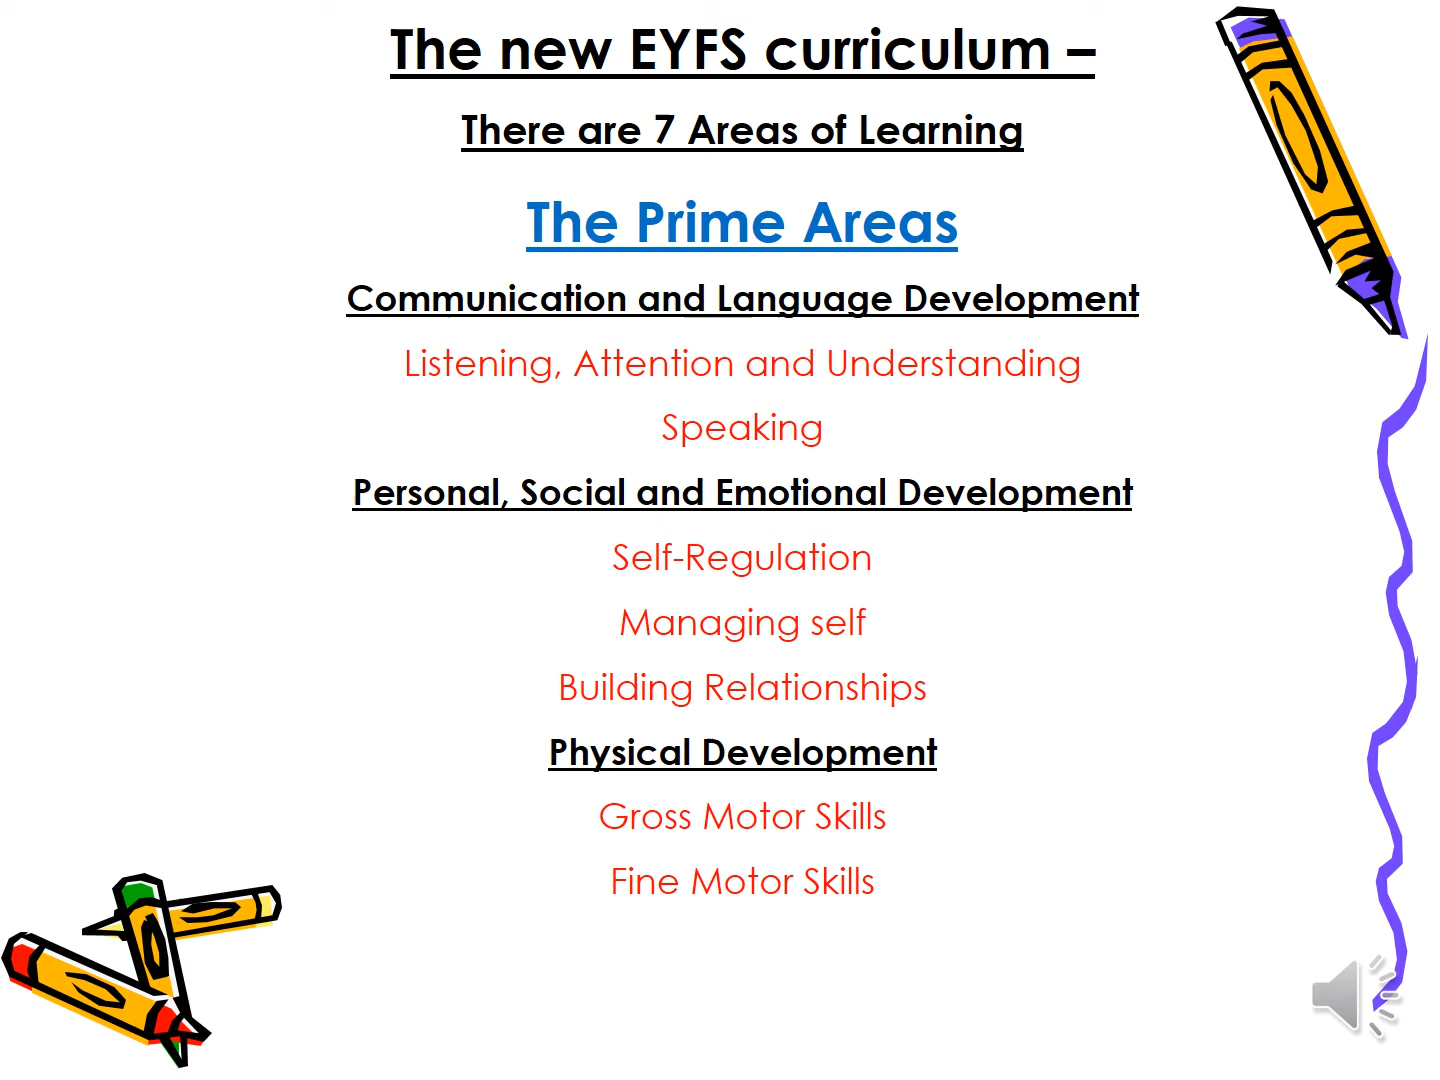 The new EYFS curriculum –
There are 7 Areas of Learning
The Prime Areas
Communication and Language Development
Listening, Attention and Understanding
Speaking
Personal, Social and Emotional Development
Self-Regulation
Managing self
Building Relationships
Physical Development
Gross Motor Skills
Fine Motor Skills